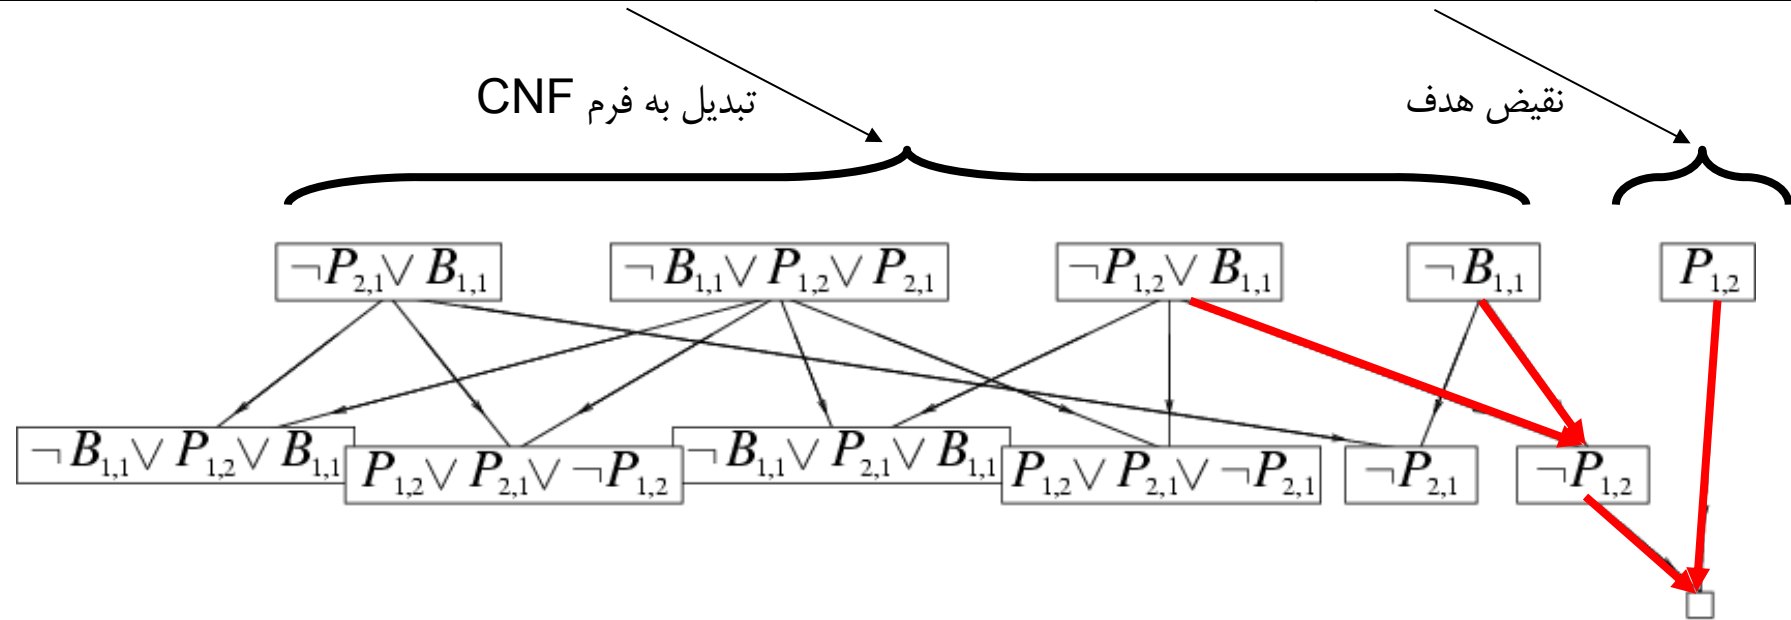 تبدیل به فرم CNF
نقیض هدف
¬P2,1∨ B1,1
¬B1,1∨ P1,2∨ P2,1
¬P1,2∨ B1,1
¬B1,1
P1,2
¬B1,1∨ P1,2∨ B1,1
P1,2∨ P2,1∨ ¬P1,2
¬B1,1∨ P2,1∨ B1,1
P1,2∨ P2,1∨ ¬P2,1
¬P2,1
¬P1,2